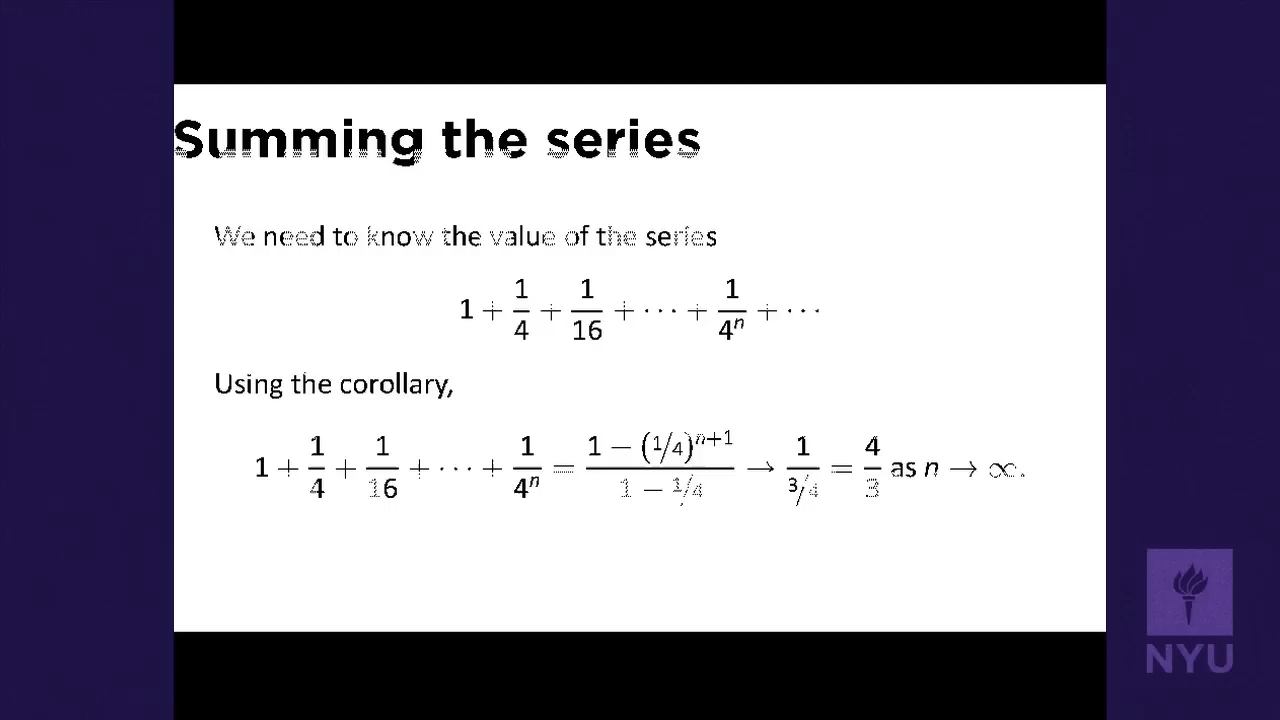 Summing the series
We need to know the value of the series
1 + 1/4 + 1/16 + ⋯ + 1/4ⁿ + ⋯
Using the corollary,
1 + 1/4 + 1/16 + ⋯ + 1/4ⁿ = (1 − (1/4)ⁿ⁺¹)/(1 − 1/4) → 1/(3/4) = 4/3 as n → ∞.
NYU